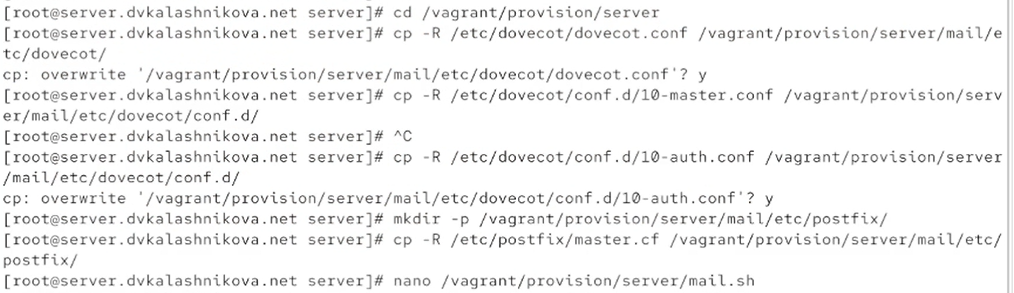 [root@server.dvkalashnikova.net server]# cd /vagrant/provision/server
[root@server.dvkalashnikova.net server]# cp -R /etc/dovecot/dovecot.conf /vagrant/provision/server/mail/e
tc/dovecot/
cp: overwrite '/vagrant/provision/server/mail/etc/dovecot/dovecot.conf'? y
[root@server.dvkalashnikova.net server]# cp -R /etc/dovecot/conf.d/10-master.conf /vagrant/provision/serv
er/mail/etc/dovecot/conf.d/
[root@server.dvkalashnikova.net server]# ^C
[root@server.dvkalashnikova.net server]# cp -R /etc/dovecot/conf.d/10-auth.conf /vagrant/provision/server
/mail/etc/dovecot/conf.d/
cp: overwrite '/vagrant/provision/server/mail/etc/dovecot/conf.d/10-auth.conf'? y
[root@server.dvkalashnikova.net server]# mkdir -p /vagrant/provision/server/mail/etc/postfix/
[root@server.dvkalashnikova.net server]# cp -R /etc/postfix/master.cf /vagrant/provision/server/mail/etc/
postfix/
[root@server.dvkalashnikova.net server]# nano /vagrant/provision/server/mail.sh